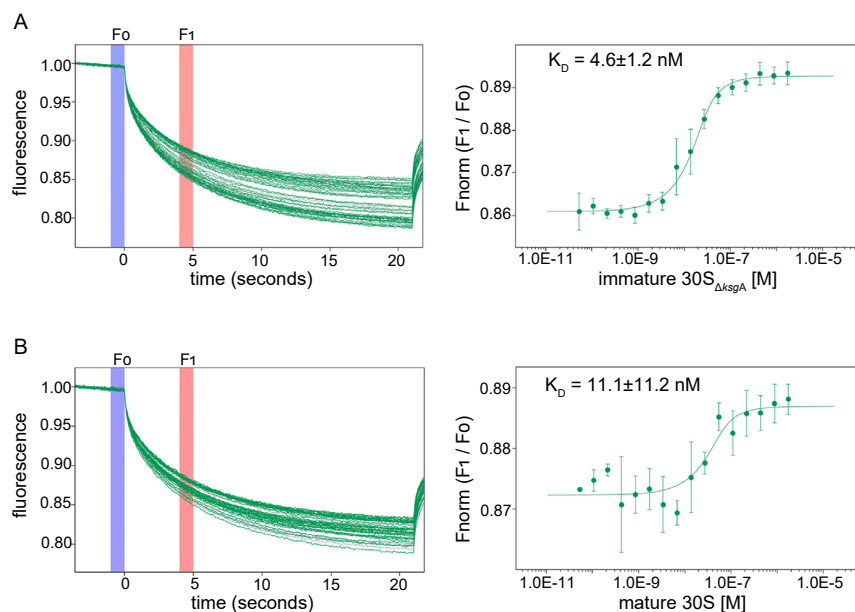 A
Fo
F1
1.00
0.95
0.90
0.85
0.80
fluorescence
0
5
10
15
20
time (seconds)
K_D = 4.6±1.2 nM
0.89
0.88
0.87
0.86
Fnorm (F1 / Fo)
1.0E-11
1.0E-9
1.0E-7
1.0E-5
immature 30S_ΔksgA [M]
B
Fo
F1
1.00
0.95
0.90
0.85
0.80
fluorescence
0
5
10
15
20
time (seconds)
K_D = 11.1±11.2 nM
0.89
0.88
0.87
Fnorm (F1 / Fo)
1.0E-11
1.0E-9
1.0E-7
1.0E-5
mature 30S [M]